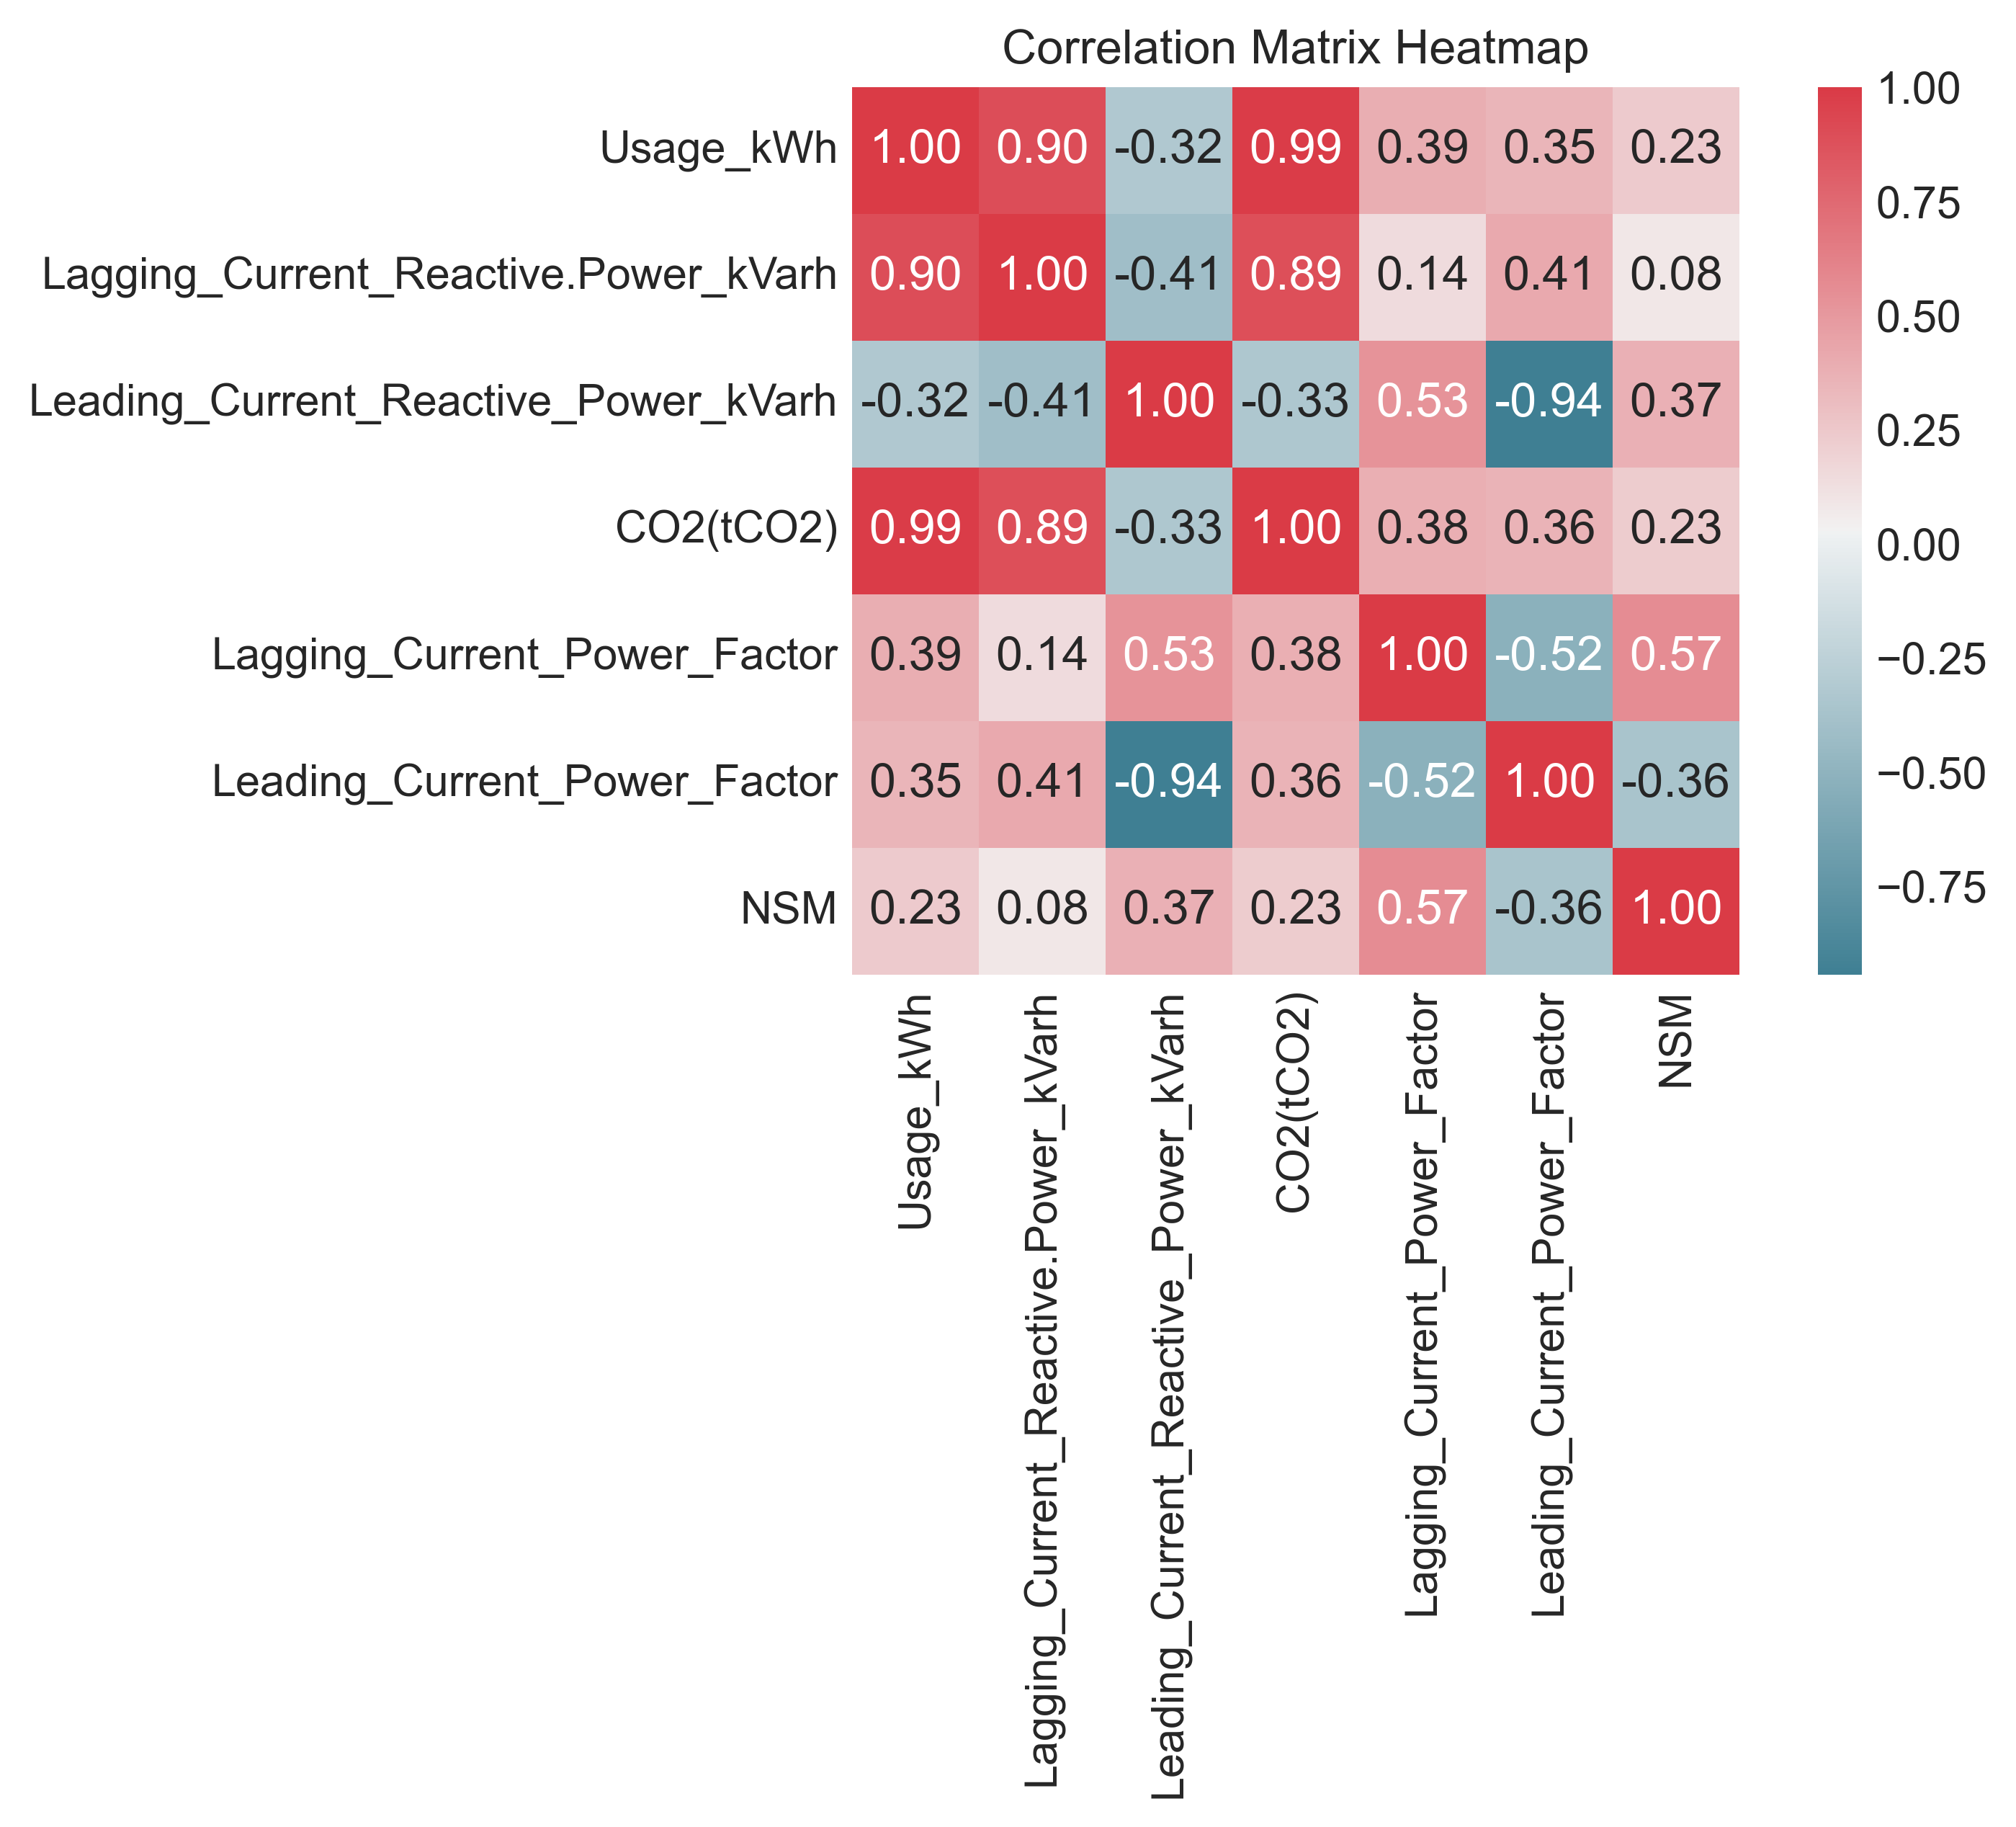 Correlation Matrix Heatmap
Usage_kWh 1.00 0.90 -0.32 0.99 0.39 0.35 0.23
Lagging_Current_Reactive.Power_kVarh 0.90 1.00 -0.41 0.89 0.14 0.41 0.08
Leading_Current_Reactive_Power_kVarh -0.32 -0.41 1.00 -0.33 0.53 -0.94 0.37
CO2(tCO2) 0.99 0.89 -0.33 1.00 0.38 0.36 0.23
Lagging_Current_Power_Factor 0.39 0.14 0.53 0.38 1.00 -0.52 0.57
Leading_Current_Power_Factor 0.35 0.41 -0.94 0.36 -0.52 1.00 -0.36
NSM 0.23 0.08 0.37 0.23 0.57 -0.36 1.00
Usage_kWh
Lagging_Current_Reactive.Power_kVarh
Leading_Current_Reactive_Power_kVarh
CO2(tCO2)
Lagging_Current_Power_Factor
Leading_Current_Power_Factor
NSM
1.00
0.75
0.50
0.25
0.00
−0.25
−0.50
−0.75